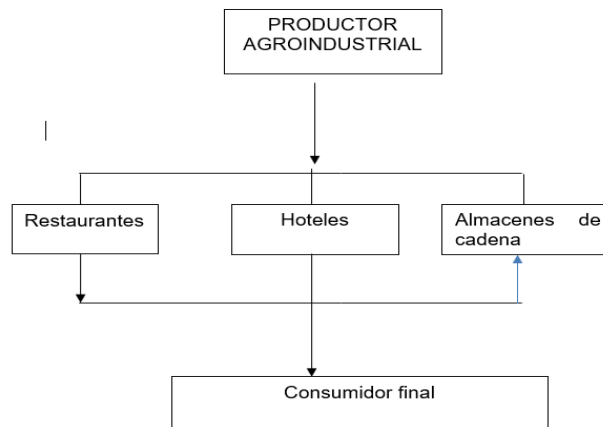 PRODUCTOR
AGROINDUSTRIAL
Restaurantes
Hoteles
Almacenes de
cadena
Consumidor final